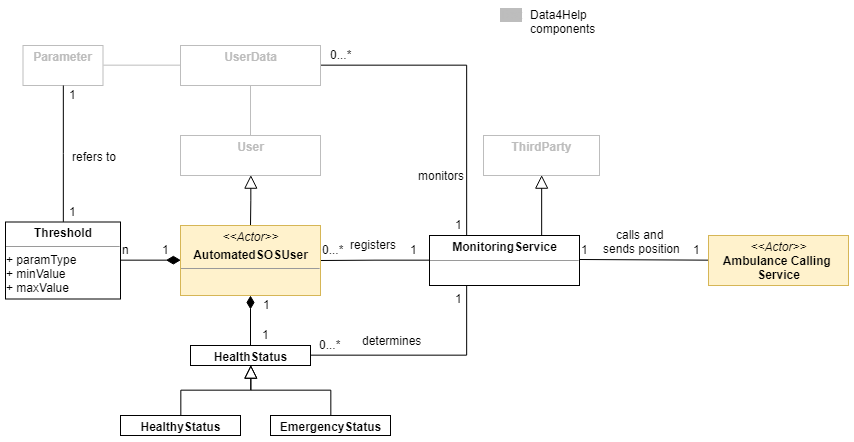 Data4Help
components
Parameter
UserData
0...*
1
refers to
User
ThirdParty
monitors
1
1
Threshold
+ paramType
+ minValue
+ maxValue
n
1
<<Actor>>
AutomatedSOSUser
0...*
registers
1
MonitoringService
1
calls and
sends position
1
<<Actor>>
Ambulance Calling
Service
1
1
1
0...*
determines
HealthStatus
HealthyStatus
EmergencyStatus